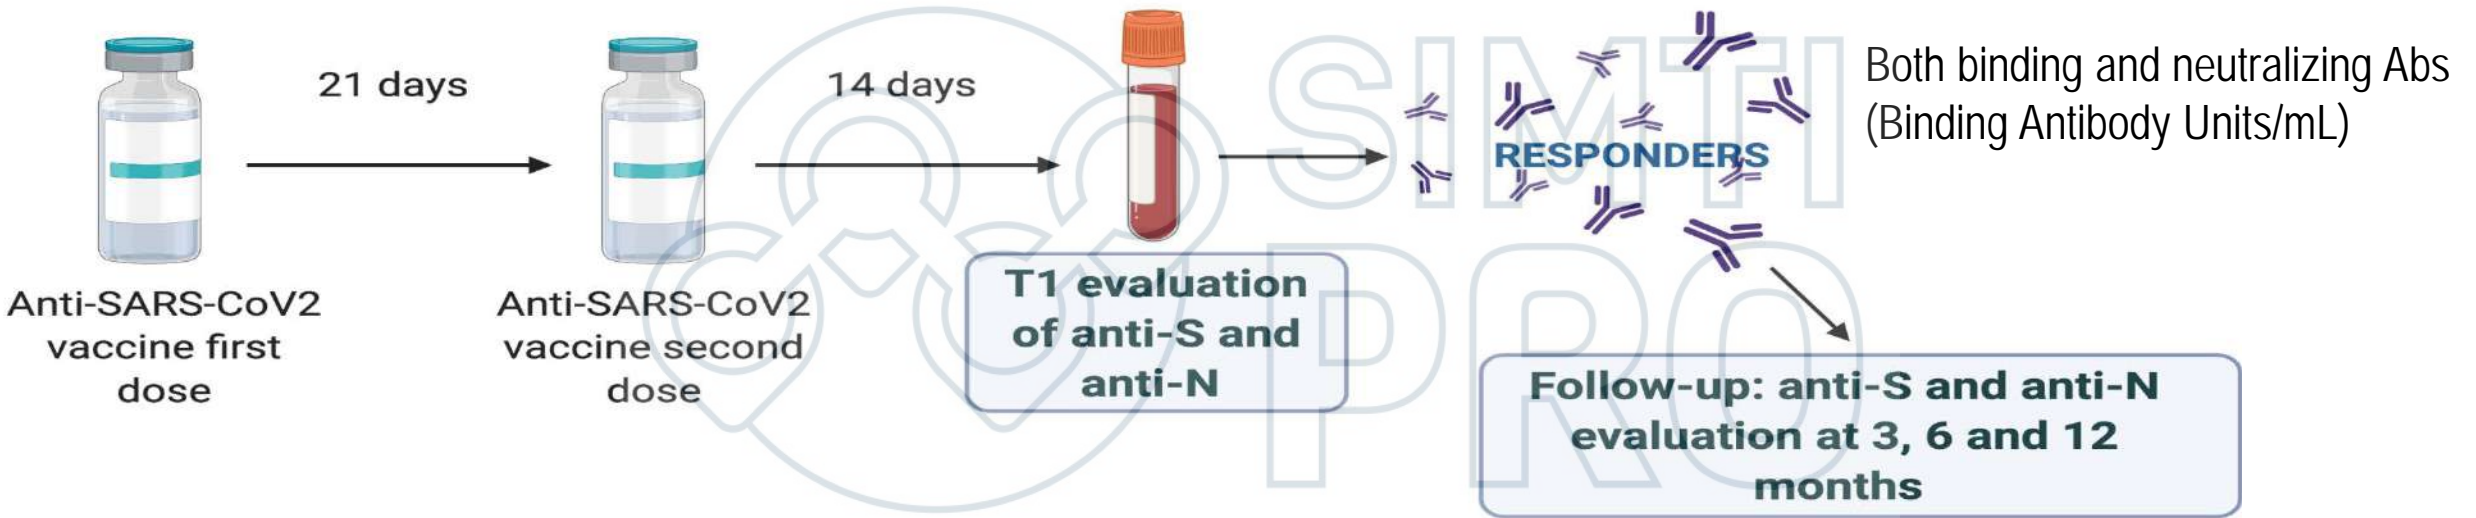 Anti-SARS-CoV2
vaccine first
dose
21 days
Anti-SARS-CoV2
vaccine second
dose
14 days
T1 evaluation
of anti-S and
anti-N
RESPONDERS
Both binding and neutralizing Abs
(Binding Antibody Units/mL)
Follow-up: anti-S and anti-N
evaluation at 3, 6 and 12
months
SIMTI
PRO